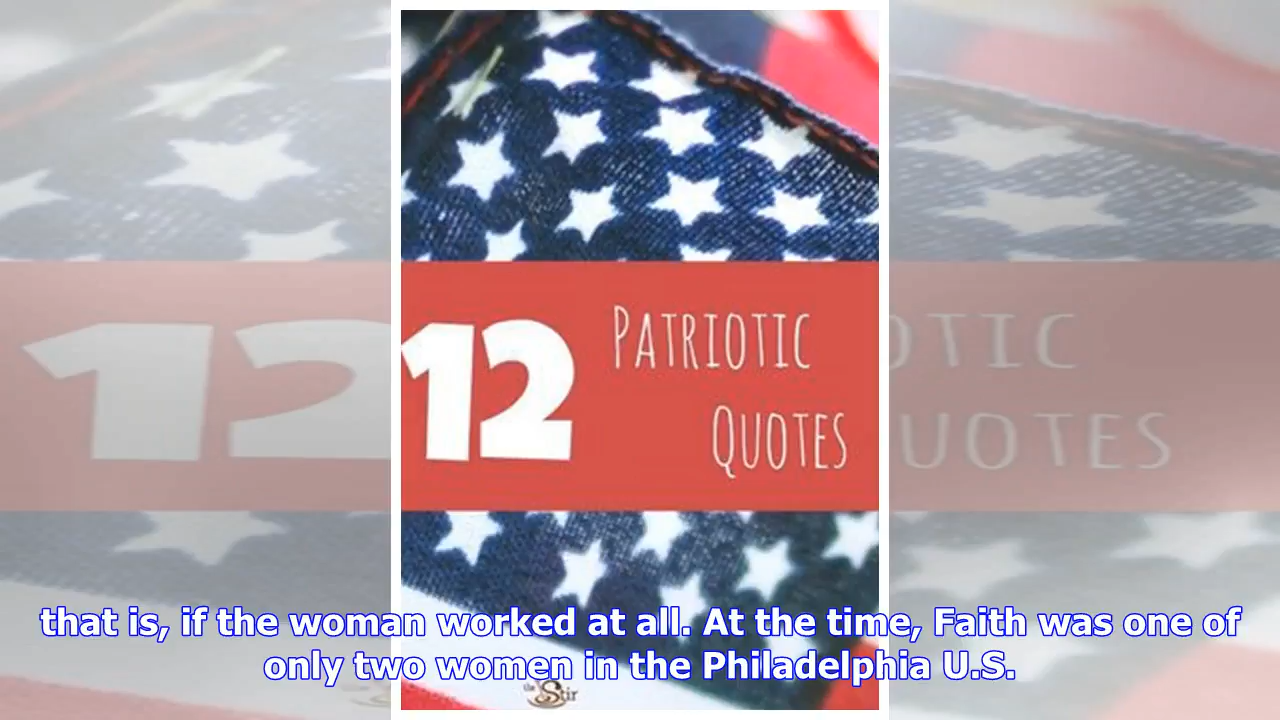 12 PATRIOTIC
QUOTES
that is, if the woman worked at all. At the time, Faith was one of
only two women in the Philadelphia U.S.
the Stir